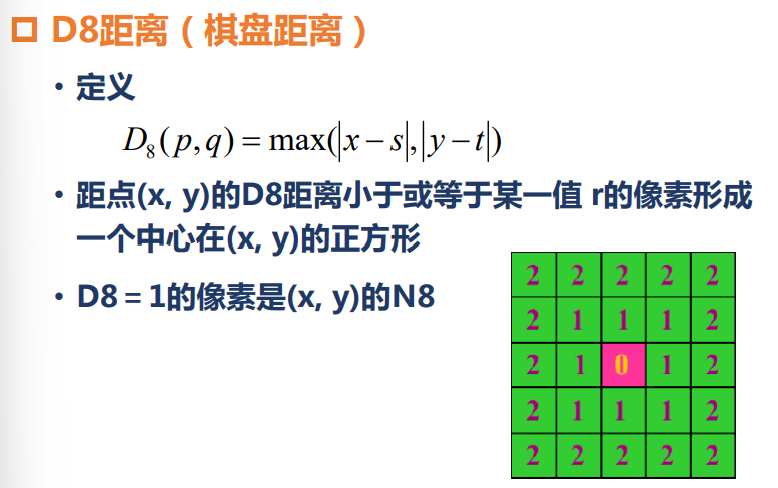 D8距离（棋盘距离）
• 定义
D₈(p,q) = max(|x − s|,|y − t|)
• 距点(x, y)的D8距离小于或等于某一值 r的像素形成
一个中心在(x, y)的正方形
• D8＝1的像素是(x, y)的N8
2 2 2 2 2
2 1 1 1 2
2 1 0 1 2
2 1 1 1 2
2 2 2 2 2